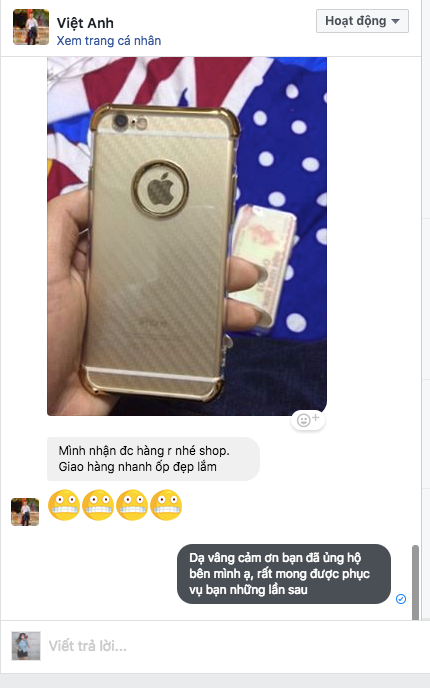 Việt Anh
Xem trang cá nhân
Hoạt động
Mình nhận đc hàng r nhé shop.
Giao hàng nhanh ốp đẹp lắm
Dạ vâng cảm ơn bạn đã ủng hộ
bên mình ạ, rất mong được phục
vụ bạn những lần sau
Viết trả lời...